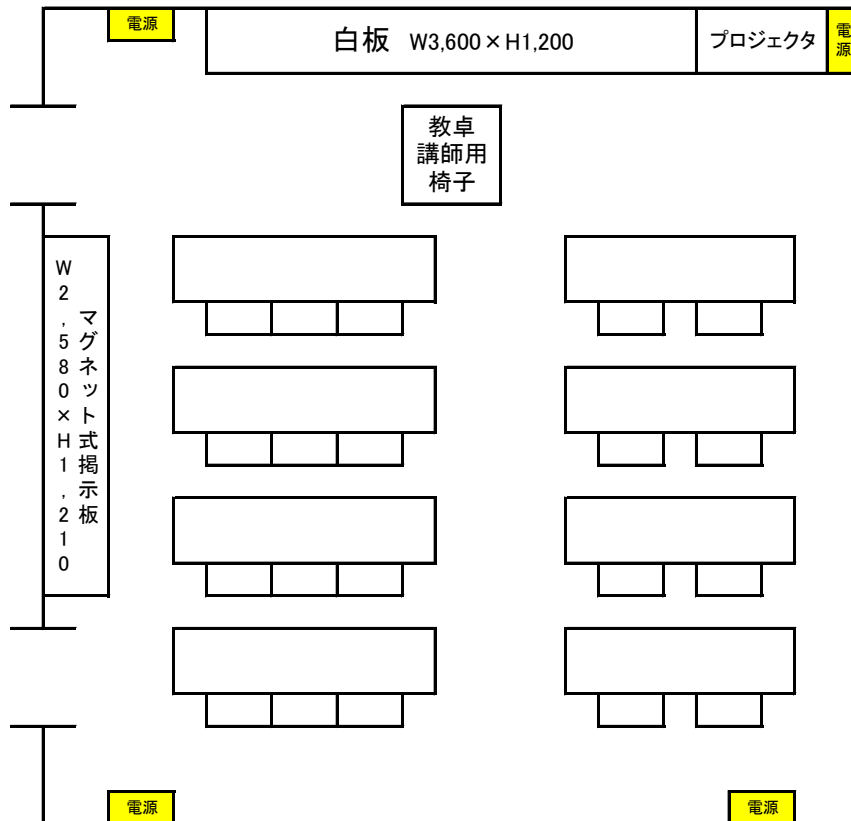 電源
白板 W3,600×H1,200
プロジェクタ
電源
教卓
講師用
椅子
マグネット式掲示板
W2,580×H1,210
電源
電源